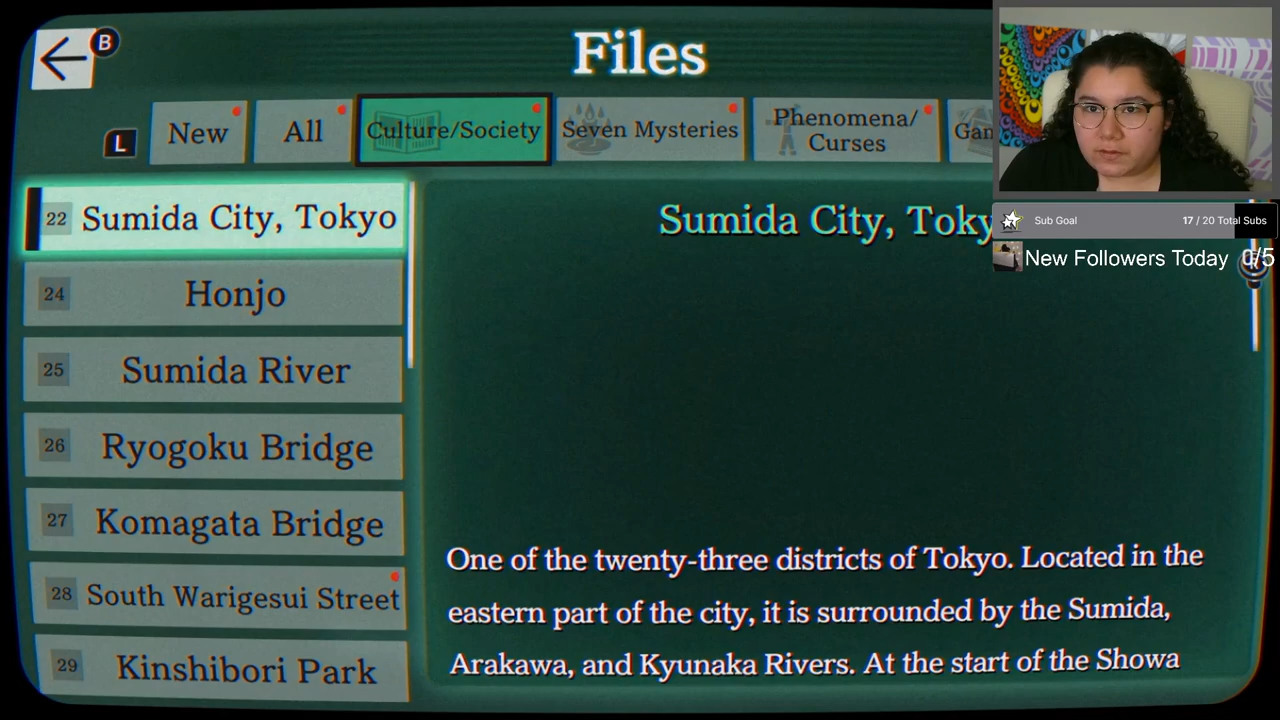 B
Files
L
New
All
Culture/Society
Seven Mysteries
Phenomena/
Curses
22 Sumida City, Tokyo
24 Honjo
25 Sumida River
26 Ryogoku Bridge
27 Komagata Bridge
28 South Warigesui Street
29 Kinshibori Park
Sumida City, Toky
One of the twenty-three districts of Tokyo. Located in the
eastern part of the city, it is surrounded by the Sumida,
Arakawa, and Kyunaka Rivers. At the start of the Showa
Sub Goal
17 / 20 Total Subs
New Followers Today 0/5